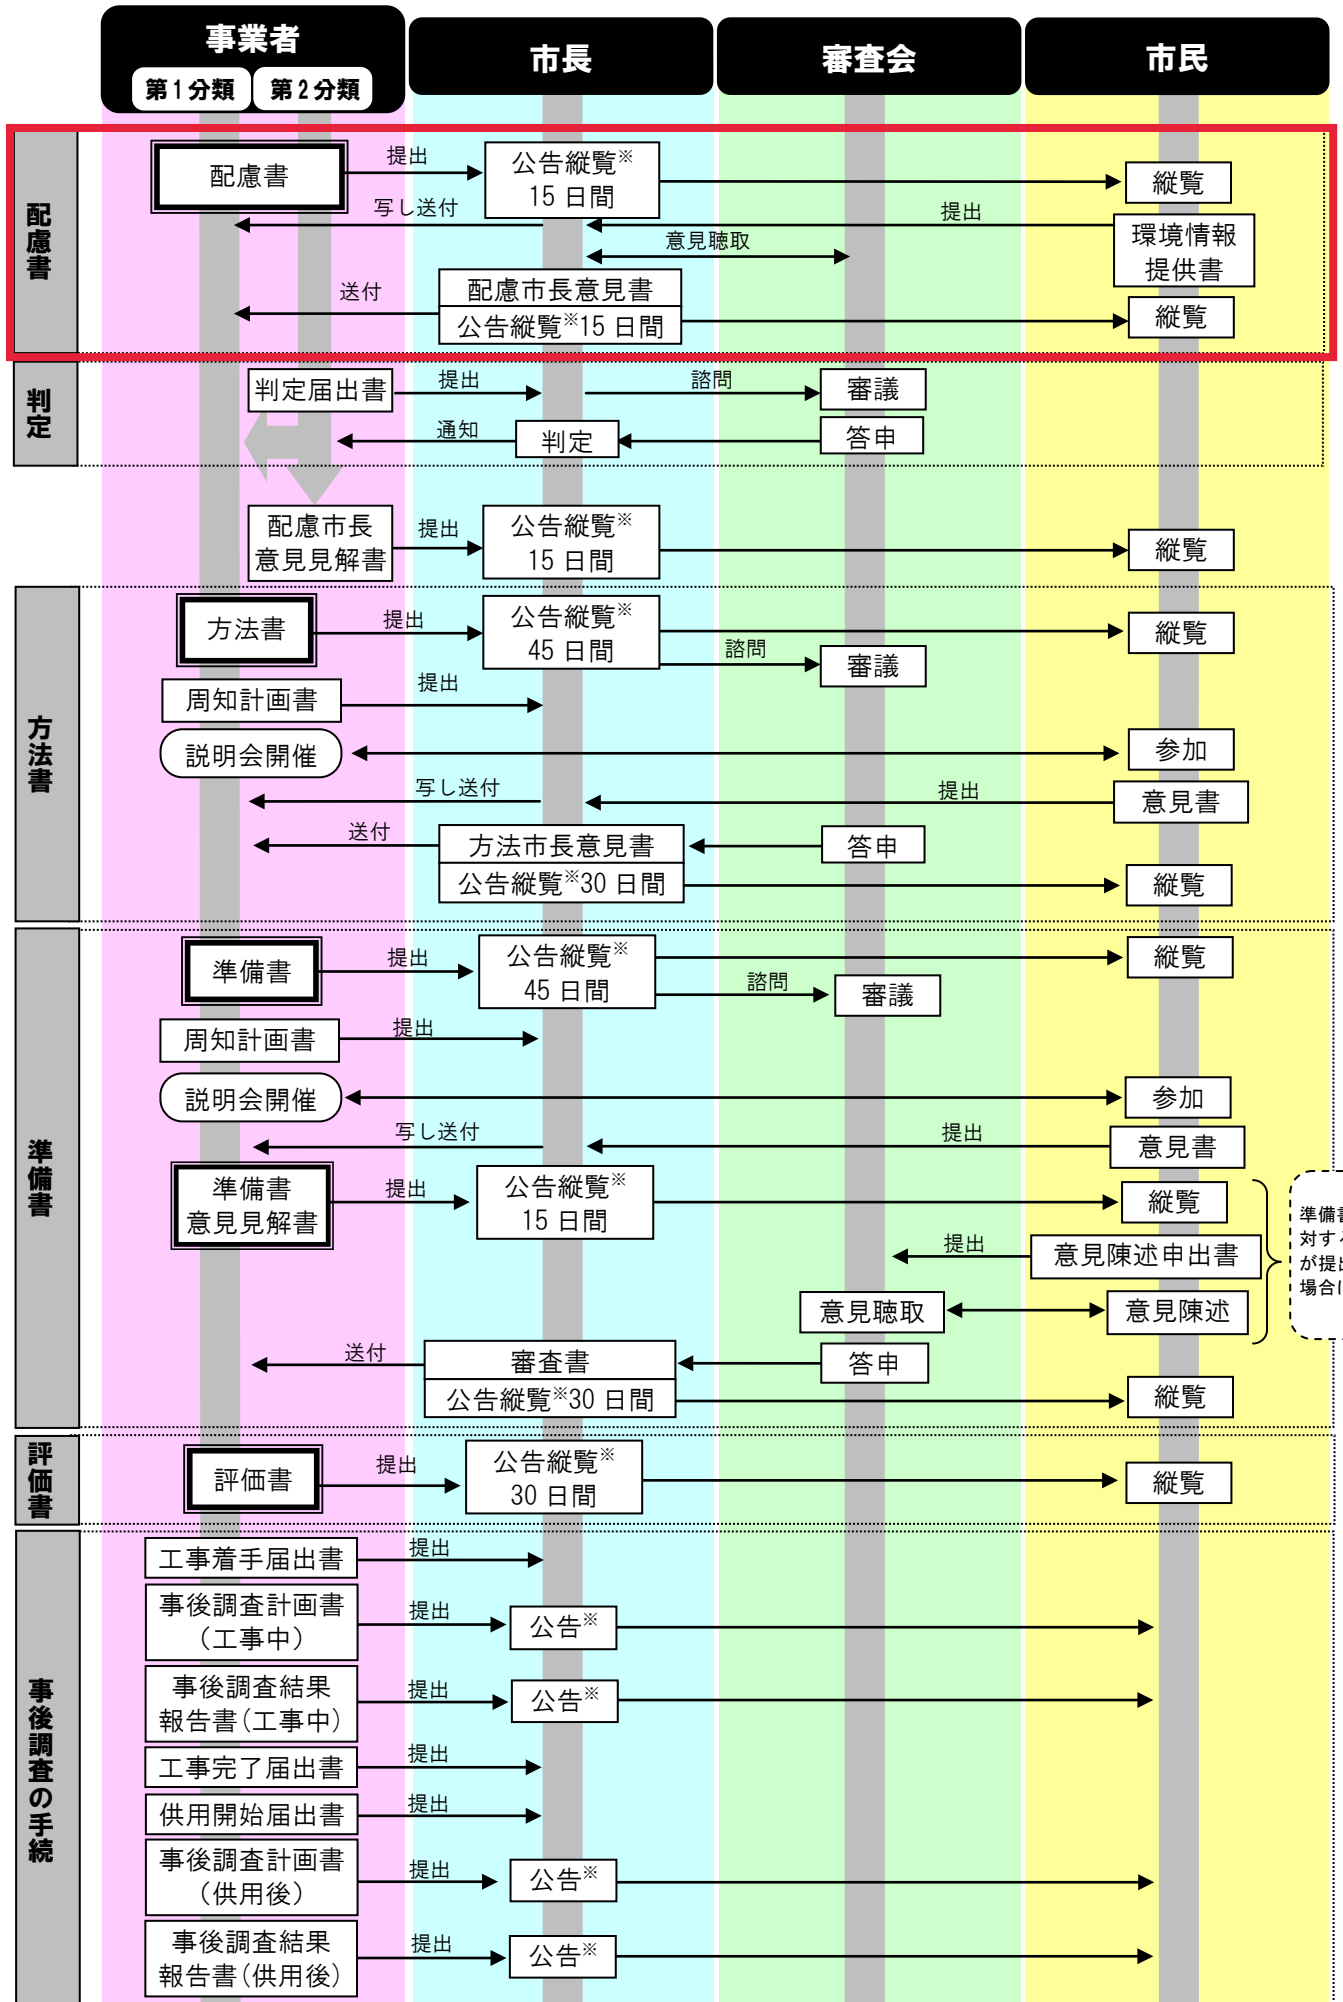 事業者
第1分類
第2分類
市長
審査会
市民
配慮書
配慮書
提出
公告縦覧※
15日間
縦覧
写し送付
提出
環境情報
提供書
意見聴取
送付
配慮市長意見書
公告縦覧※15日間
縦覧
判定
判定届出書
提出
諮問
審議
通知
判定
答申
配慮市長
意見見解書
提出
公告縦覧※
15日間
縦覧
方法書
方法書
提出
公告縦覧※
45日間
縦覧
諮問
審議
周知計画書
提出
説明会開催
参加
写し送付
提出
意見書
送付
方法市長意見書
答申
公告縦覧※30日間
縦覧
準備書
準備書
提出
公告縦覧※
45日間
縦覧
諮問
審議
周知計画書
提出
説明会開催
参加
写し送付
提出
意見書
準備書
意見見解書
提出
公告縦覧※
15日間
縦覧
提出
意見陳述申出書
準備書
対す
が提出
場合
意見聴取
意見陳述
送付
審査書
答申
公告縦覧※30日間
縦覧
評価書
評価書
提出
公告縦覧※
30日間
縦覧
事後調査の手続
工事着手届出書
提出
事後調査計画書
（工事中）
提出
公告※
事後調査結果
報告書(工事中)
提出
公告※
工事完了届出書
提出
供用開始届出書
提出
事後調査計画書
（供用後）
提出
公告※
事後調査結果
報告書(供用後)
提出
公告※